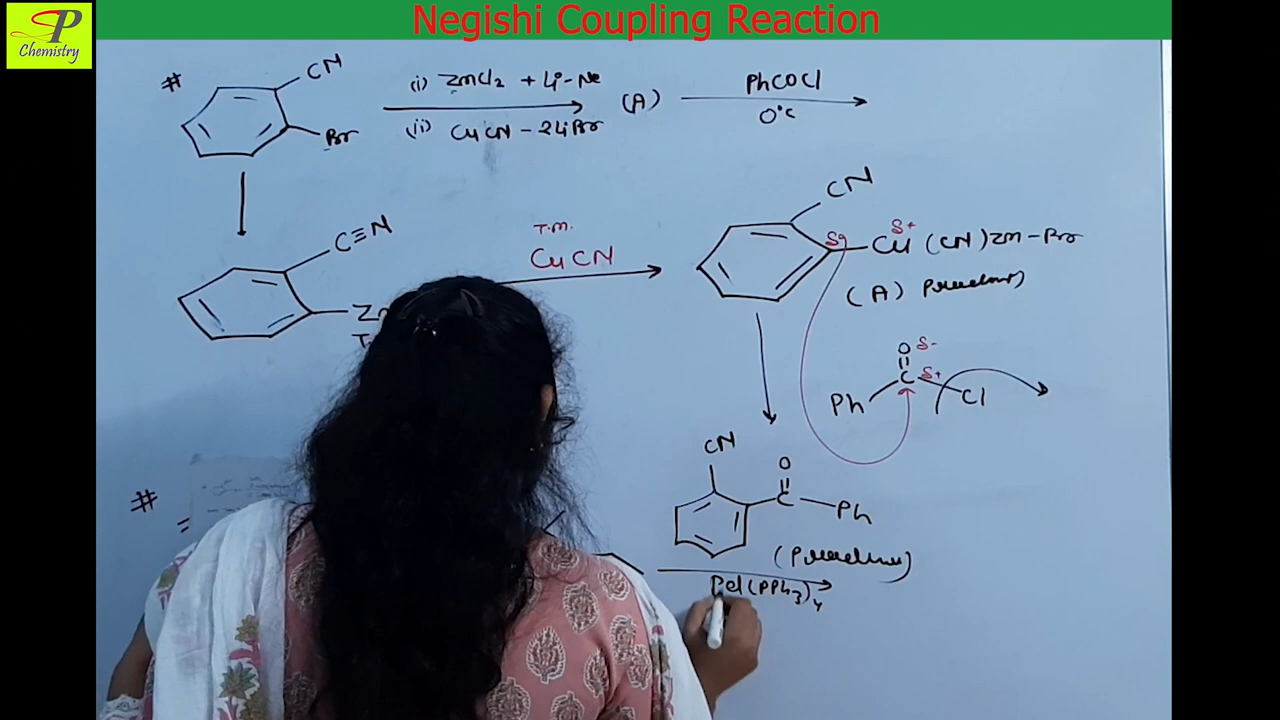 SP
Chemistry
Negishi Coupling Reaction
#
CN
Br
(i) ZnCl2 + Li-Ne
(ii) CuCN - 2LiBr
(A)
PhCOCl
0°C
C≡N
T.M.
CuCN
CN
δ-
δ+
Cu (CN) Zn-Br
(A)
O δ-
C δ+
Ph
Cl
CN
O
C
Ph
#
=
Pd(PPh3)4